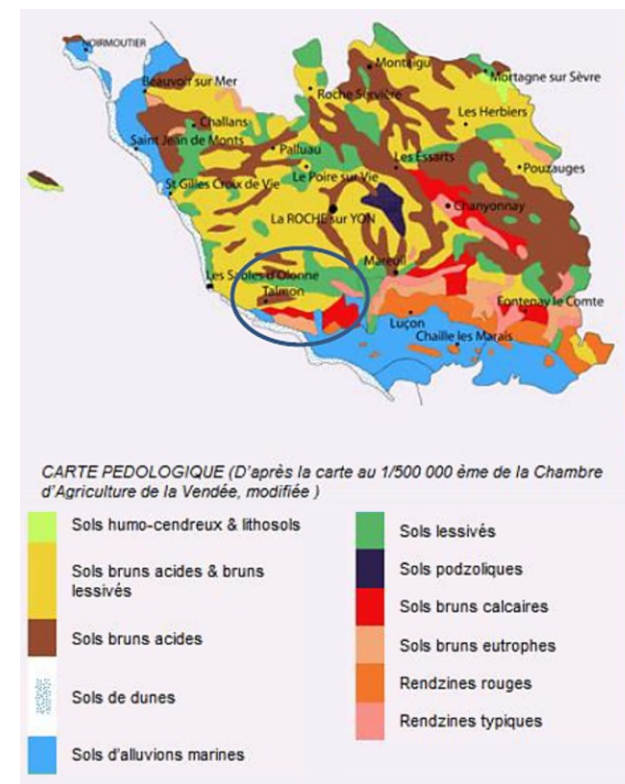 NOIRMOUTIER
Beauvoir sur Mer
Montaigu
Mortagne sur Sèvre
Roche Servière
Challans
Les Herbiers
Saint Jean de Monts
Palluau
Les Essarts
Pouzauges
St Gilles Croix de Vie
Le Poire sur Vie
Chanyonnay
La ROCHE sur YON
Les Sables d'Olonne
Mareuil
Talmon
Fontenay le Comte
Luçon
Chaille les Marais
CARTE PEDOLOGIQUE (D'après la carte au 1/500 000 ème de la Chambre
d'Agriculture de la Vendée, modifiée )
Sols humo-cendreux & lithosols
Sols bruns acides & bruns
lessivés
Sols bruns acides
Sols de dunes
Sols d'alluvions marines
Sols lessivés
Sols podzoliques
Sols bruns calcaires
Sols bruns eutrophes
Rendzines rouges
Rendzines typiques